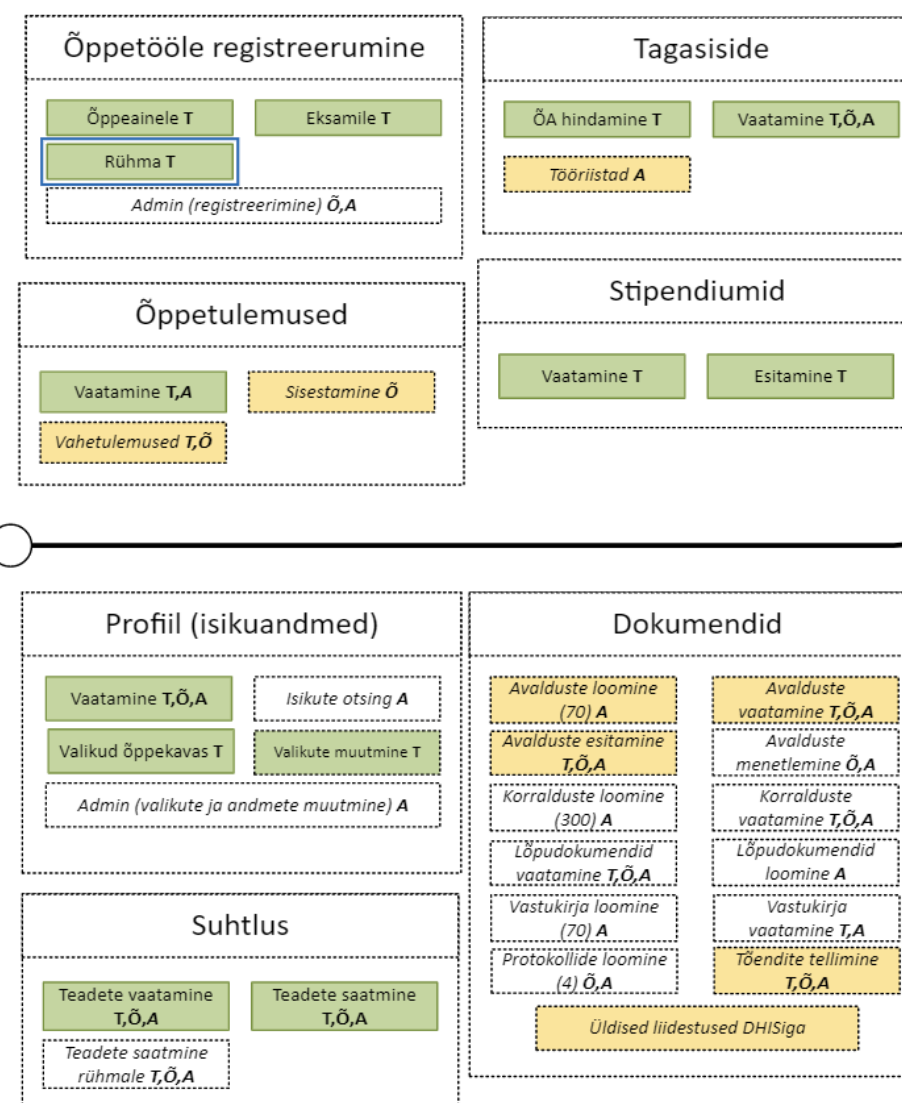 Õppetööle registreerumine
Õppeainele T
Eksamile T
Rühma T
Admin (registreerimine) Õ,A
Tagasiside
ÕA hindamine T
Vaatamine T,Õ,A
Tööriistad A
Õppetulemused
Vaatamine T,A
Sisestamine Õ
Vahetulemused T,Õ
Stipendiumid
Vaatamine T
Esitamine T
Profiil (isikuandmed)
Vaatamine T,Õ,A
Isikute otsing A
Valikud õppekavas T
Valikute muutmine T
Admin (valikute ja andmete muutmine) A
Dokumendid
Avalduste loomine
(70) A
Avalduste
vaatamine T,Õ,A
Avalduste esitamine
T,Õ,A
Avalduste
menetlemine Õ,A
Korralduste loomine
(300) A
Korralduste
vaatamine T,Õ,A
Lõpudokumendid
vaatamine T,Õ,A
Lõpudokumendid
loomine A
Vastukirja loomine
(70) A
Vastukirja
vaatamine T,A
Protokollide loomine
(4) Õ,A
Tõendite tellimine
T,Õ,A
Üldised liidestused DHISiga
Suhtlus
Teadete vaatamine
T,Õ,A
Teadete saatmine
T,Õ,A
Teadete saatmine
rühmale T,Õ,A